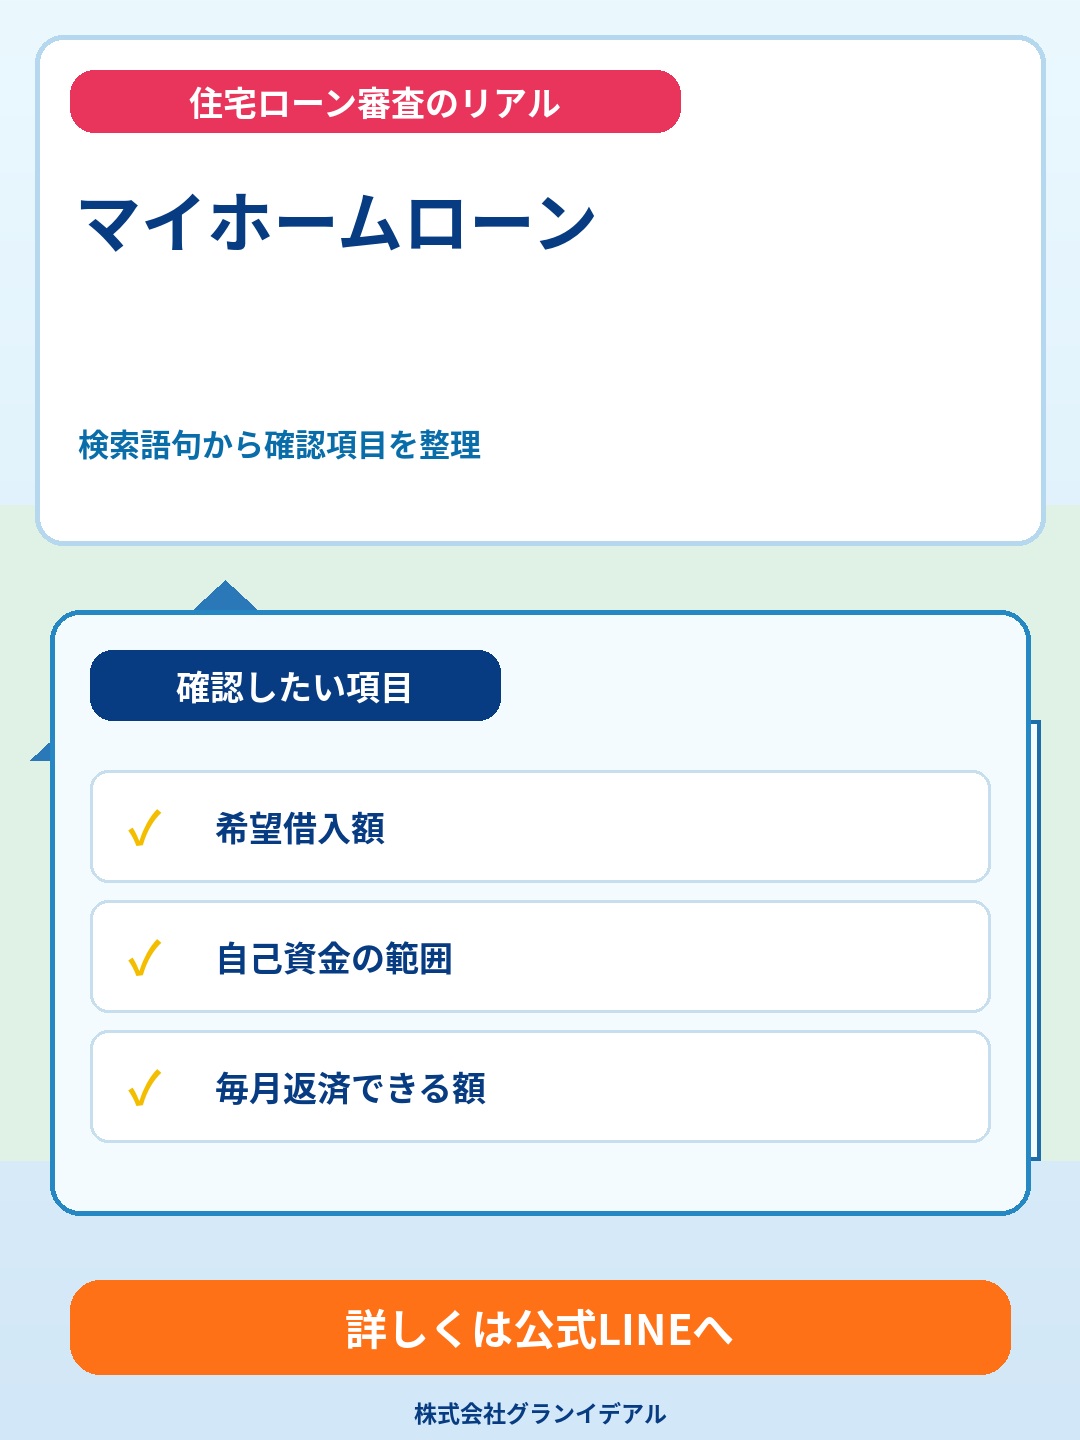 住宅ローン審査のリアル
マイホームローン
検索語句から確認項目を整理
確認したい項目
✓ 希望借入額
✓ 自己資金の範囲
✓ 毎月返済できる額
詳しくは公式LINEへ
株式会社グランイデアル